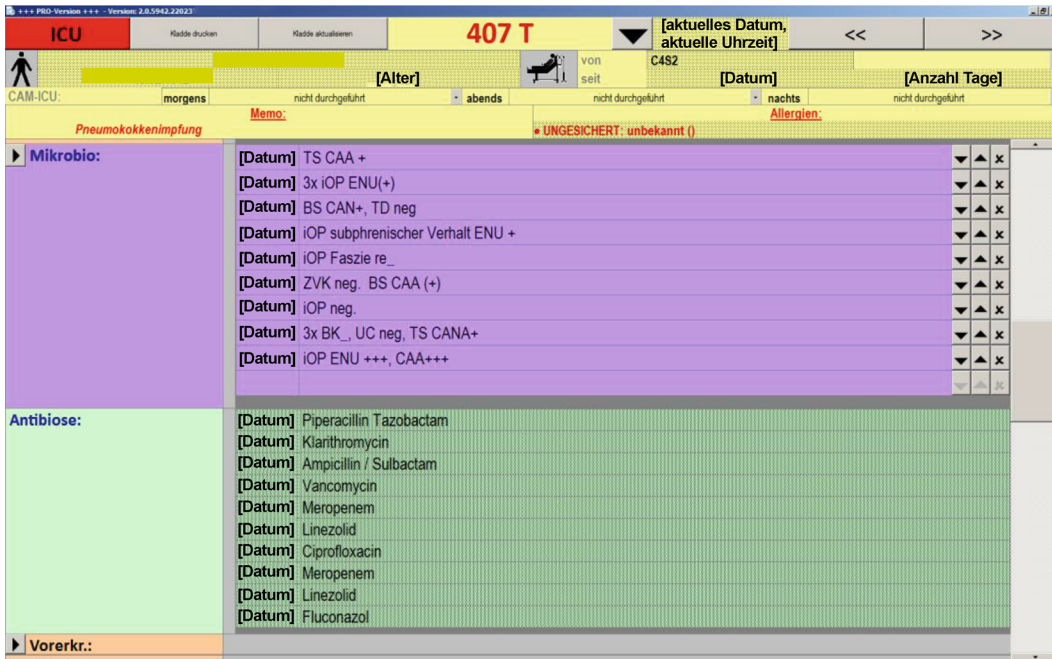 +++ PRO-Version +++ - Version: 2.0.5942.22023
ICU Kladde drucken Kladde aktualisieren 407 T [aktuelles Datum, aktuelle Uhrzeit] << >>
von C4S2
[Alter] seit [Datum] [Anzahl Tage]
CAM-ICU: morgens nicht durchgeführt abends nicht durchgeführt nachts nicht durchgeführt
Memo: Allergien:
Pneumokokkenimpfung • UNGESICHERT: unbekannt ()
Mikrobio: [Datum] TS CAA +
[Datum] 3x iOP ENU(+)
[Datum] BS CAN+, TD neg
[Datum] iOP subphrenischer Verhalt ENU +
[Datum] iOP Faszie re_
[Datum] ZVK neg. BS CAA (+)
[Datum] iOP neg.
[Datum] 3x BK_, UC neg, TS CANA+
[Datum] iOP ENU +++, CAA+++
Antibiose: [Datum] Piperacillin Tazobactam
[Datum] Klarithromycin
[Datum] Ampicillin / Sulbactam
[Datum] Vancomycin
[Datum] Meropenem
[Datum] Linezolid
[Datum] Ciprofloxacin
[Datum] Meropenem
[Datum] Linezolid
[Datum] Fluconazol
Vorerkr.: